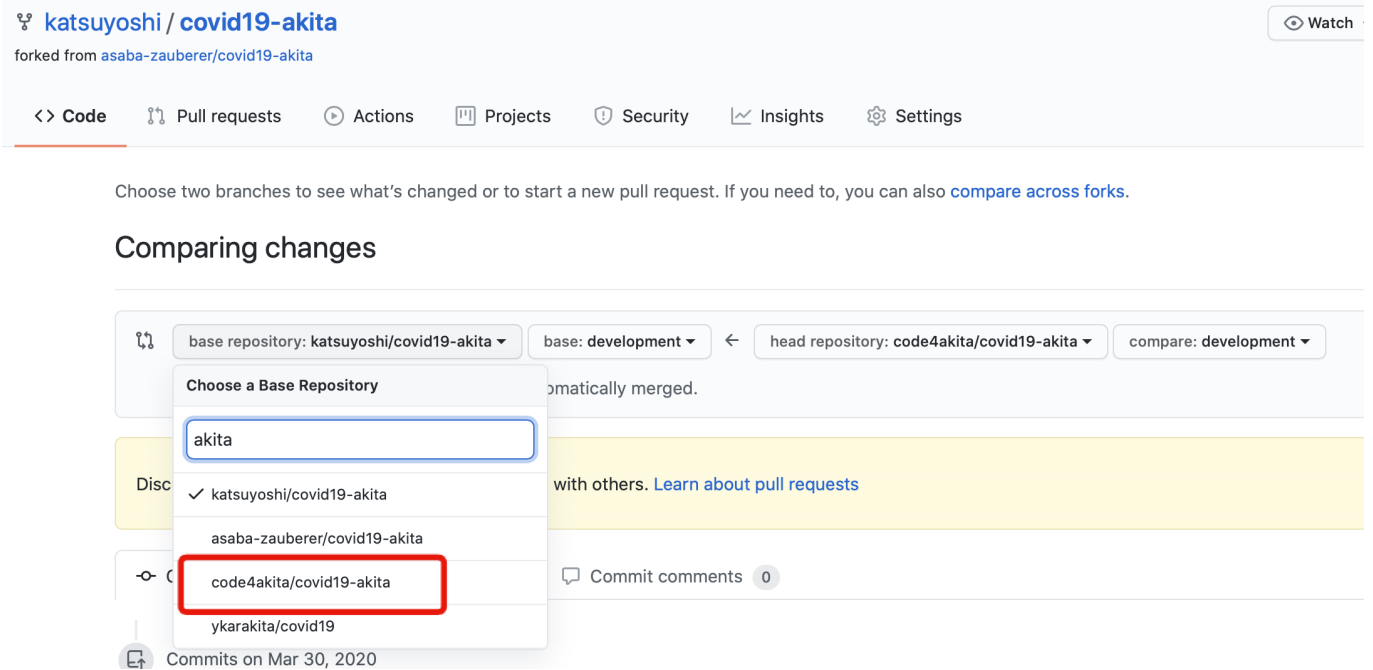 katsuyoshi / covid19-akita
Watch
forked from asaba-zauberer/covid19-akita
Code Pull requests Actions Projects Security Insights Settings
Choose two branches to see what's changed or to start a new pull request. If you need to, you can also compare across forks.
Comparing changes
base repository: katsuyoshi/covid19-akita base: development ← head repository: code4akita/covid19-akita compare: development
Choose a Base Repository
omatically merged.
akita
Disc with others. Learn about pull requests
katsuyoshi/covid19-akita
asaba-zauberer/covid19-akita
code4akita/covid19-akita
Commit comments 0
ykarakita/covid19
Commits on Mar 30, 2020